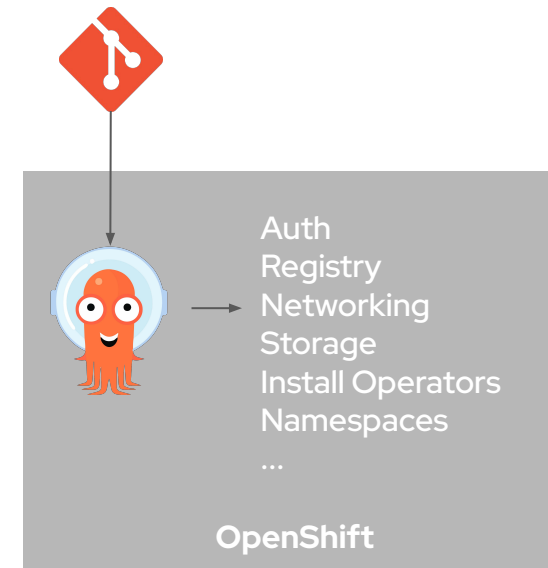 Auth
Registry
Networking
Storage
Install Operators
Namespaces
...
OpenShift